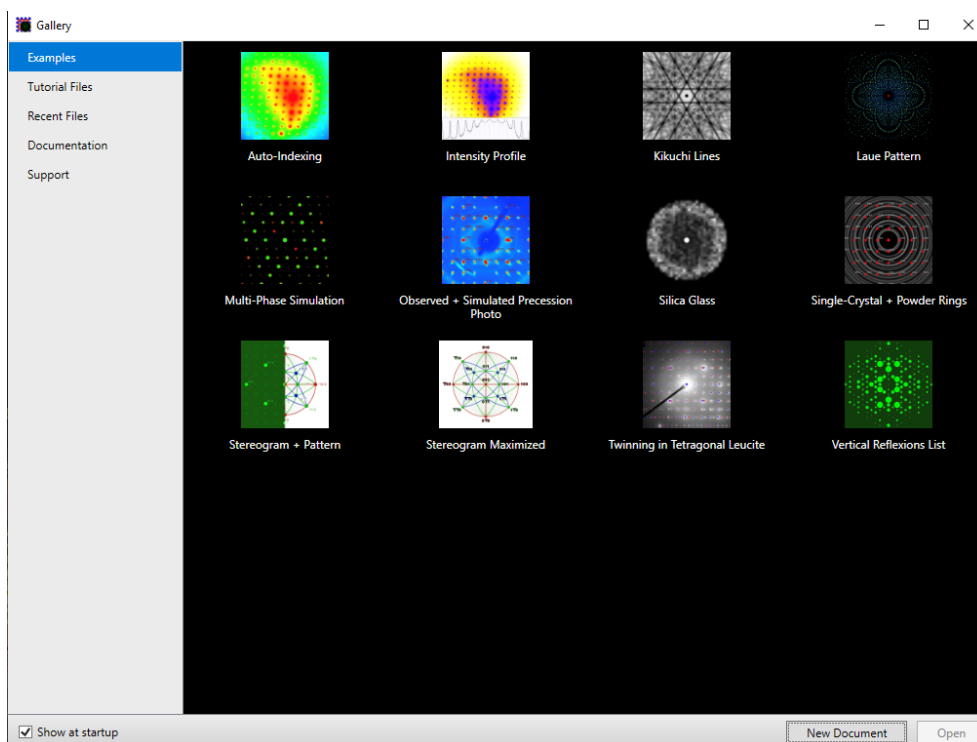 Gallery
Examples
Tutorial Files
Recent Files
Documentation
Support
Auto-Indexing
Intensity Profile
Kikuchi Lines
Laue Pattern
Multi-Phase Simulation
Observed + Simulated Precession
Photo
Silica Glass
Single-Crystal + Powder Rings
Stereogram + Pattern
Stereogram Maximized
Twinning in Tetragonal Leucite
Vertical Reflexions List
Show at startup
New Document
Open